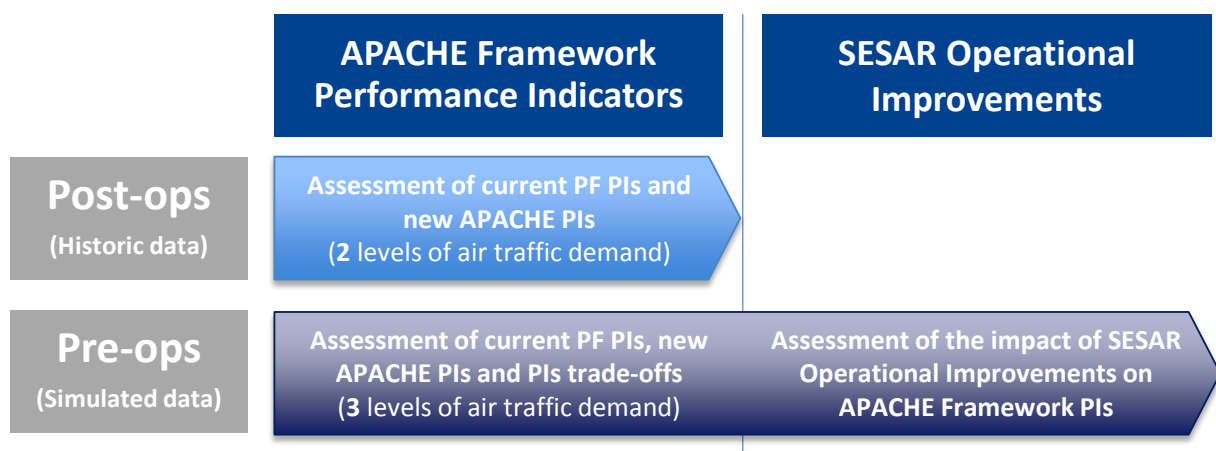 APACHE Framework
Performance Indicators
SESAR Operational
Improvements
Post-ops
(Historic data)
Assessment of current PF PIs and
new APACHE PIs
(2 levels of air traffic demand)
Pre-ops
(Simulated data)
Assessment of current PF PIs, new
APACHE PIs and PIs trade-offs
(3 levels of air traffic demand)
Assessment of the impact of SESAR
Operational Improvements on
APACHE Framework PIs